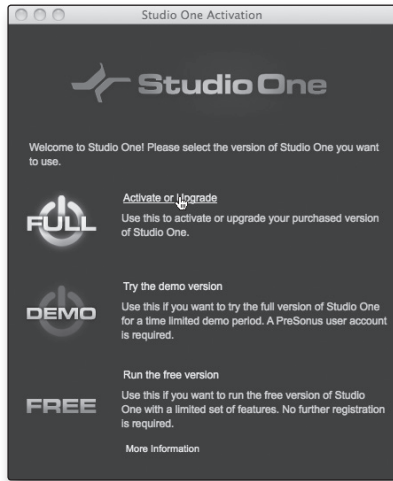 Studio One Activation
Studio One
Welcome to Studio One! Please select the version of Studio One you want
to use.
FULL
Activate or Upgrade
Use this to activate or upgrade your purchased version
of Studio One.
DEMO
Try the demo version
Use this if you want to try the full version of Studio One
for a time limited demo period. A PreSonus user account
is required.
FREE
Run the free version
Use this if you want to run the free version of Studio
One with a limited set of features. No further registration
is required.
More Information